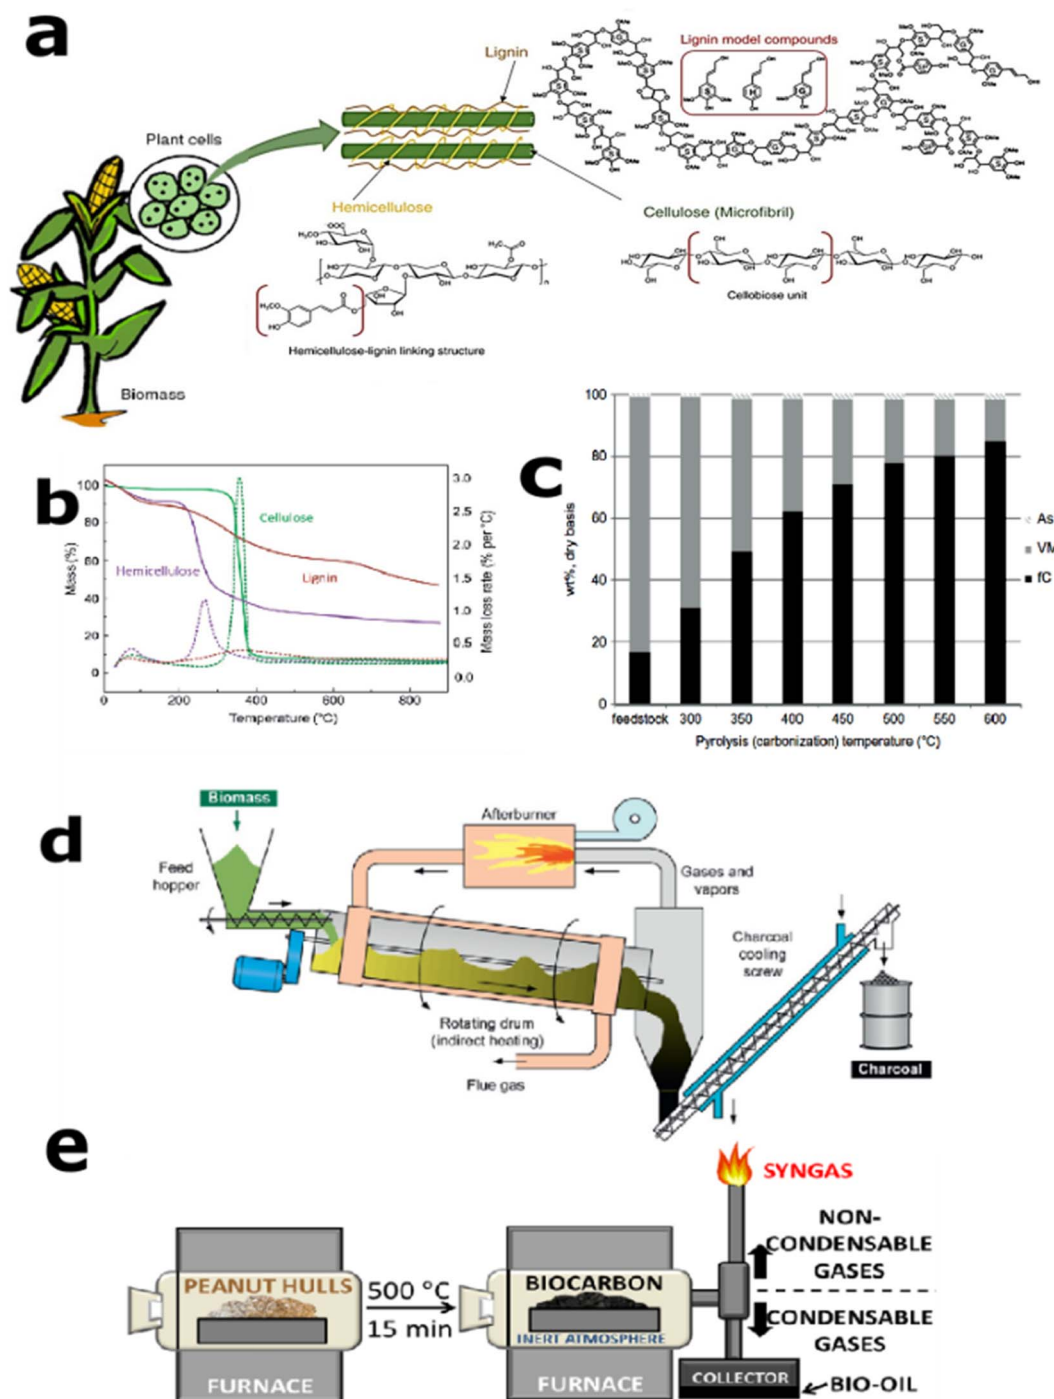 a
Lignin
Lignin model compounds
S
H
G
Plant cells
Hemicellulose
Cellulose (Microfibril)
Cellobiose unit
Hemicellulose-lignin linking structure
Biomass
b
100
80
60
40
20
0
Mass (%)
Cellulose
Hemicellulose
Lignin
3.0
2.5
2.0
1.5
1.0
0.5
0.0
Mass loss rate (% per °C)
0
200
400
600
800
Temperature (°C)
c
100
80
60
40
20
0
wt%, dry basis
As
VM
fC
feedstock
300
350
400
450
500
550
600
Pyrolysis (carbonization) temperature (°C)
d
Biomass
Feed
hopper
Afterburner
Gases and
vapors
Charcoal
cooling
screw
Rotating drum
(indirect heating)
Flue gas
Charcoal
e
SYNGAS
NON-
CONDENSABLE
GASES
PEANUT HULLS
500 °C
15 min
BIOCARBON
INERT ATMOSPHERE
CONDENSABLE
GASES
FURNACE
FURNACE
COLLECTOR
BIO-OIL